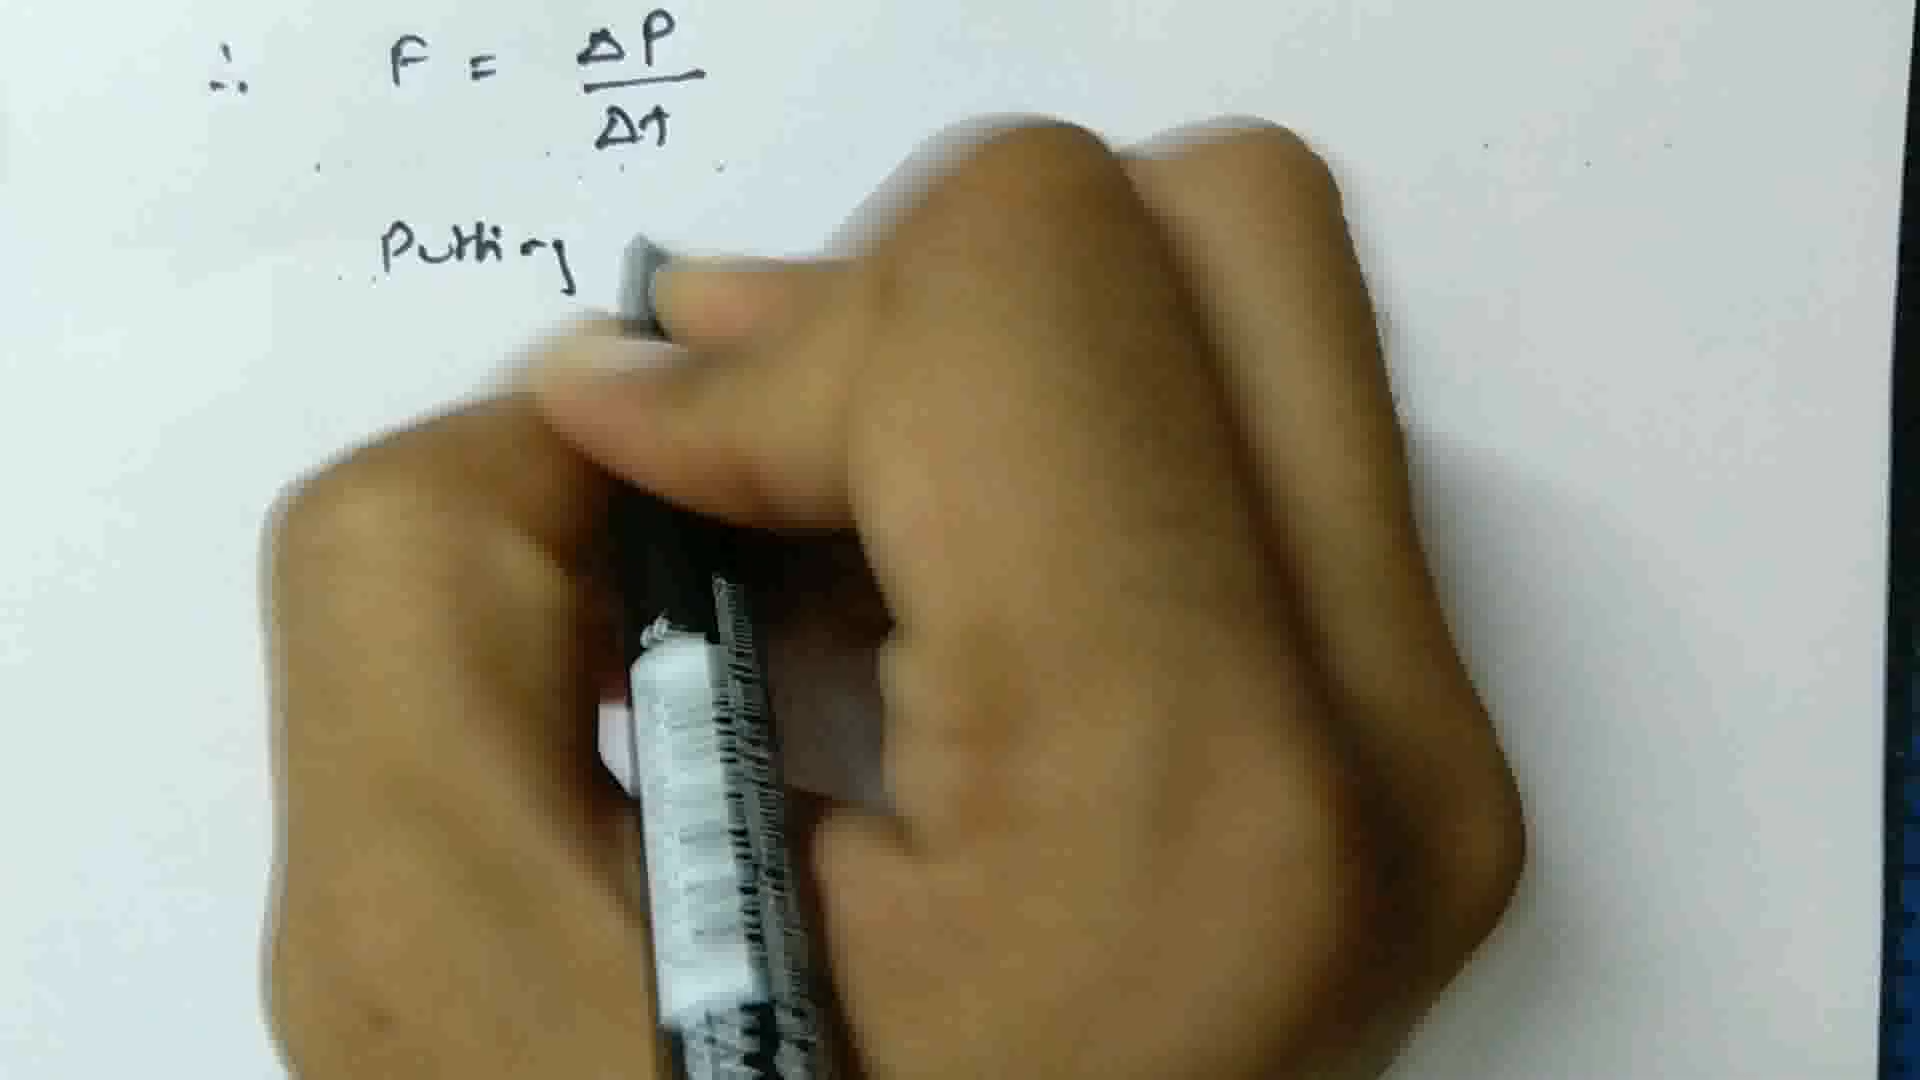 ∴ F = ΔP/Δt
Putting